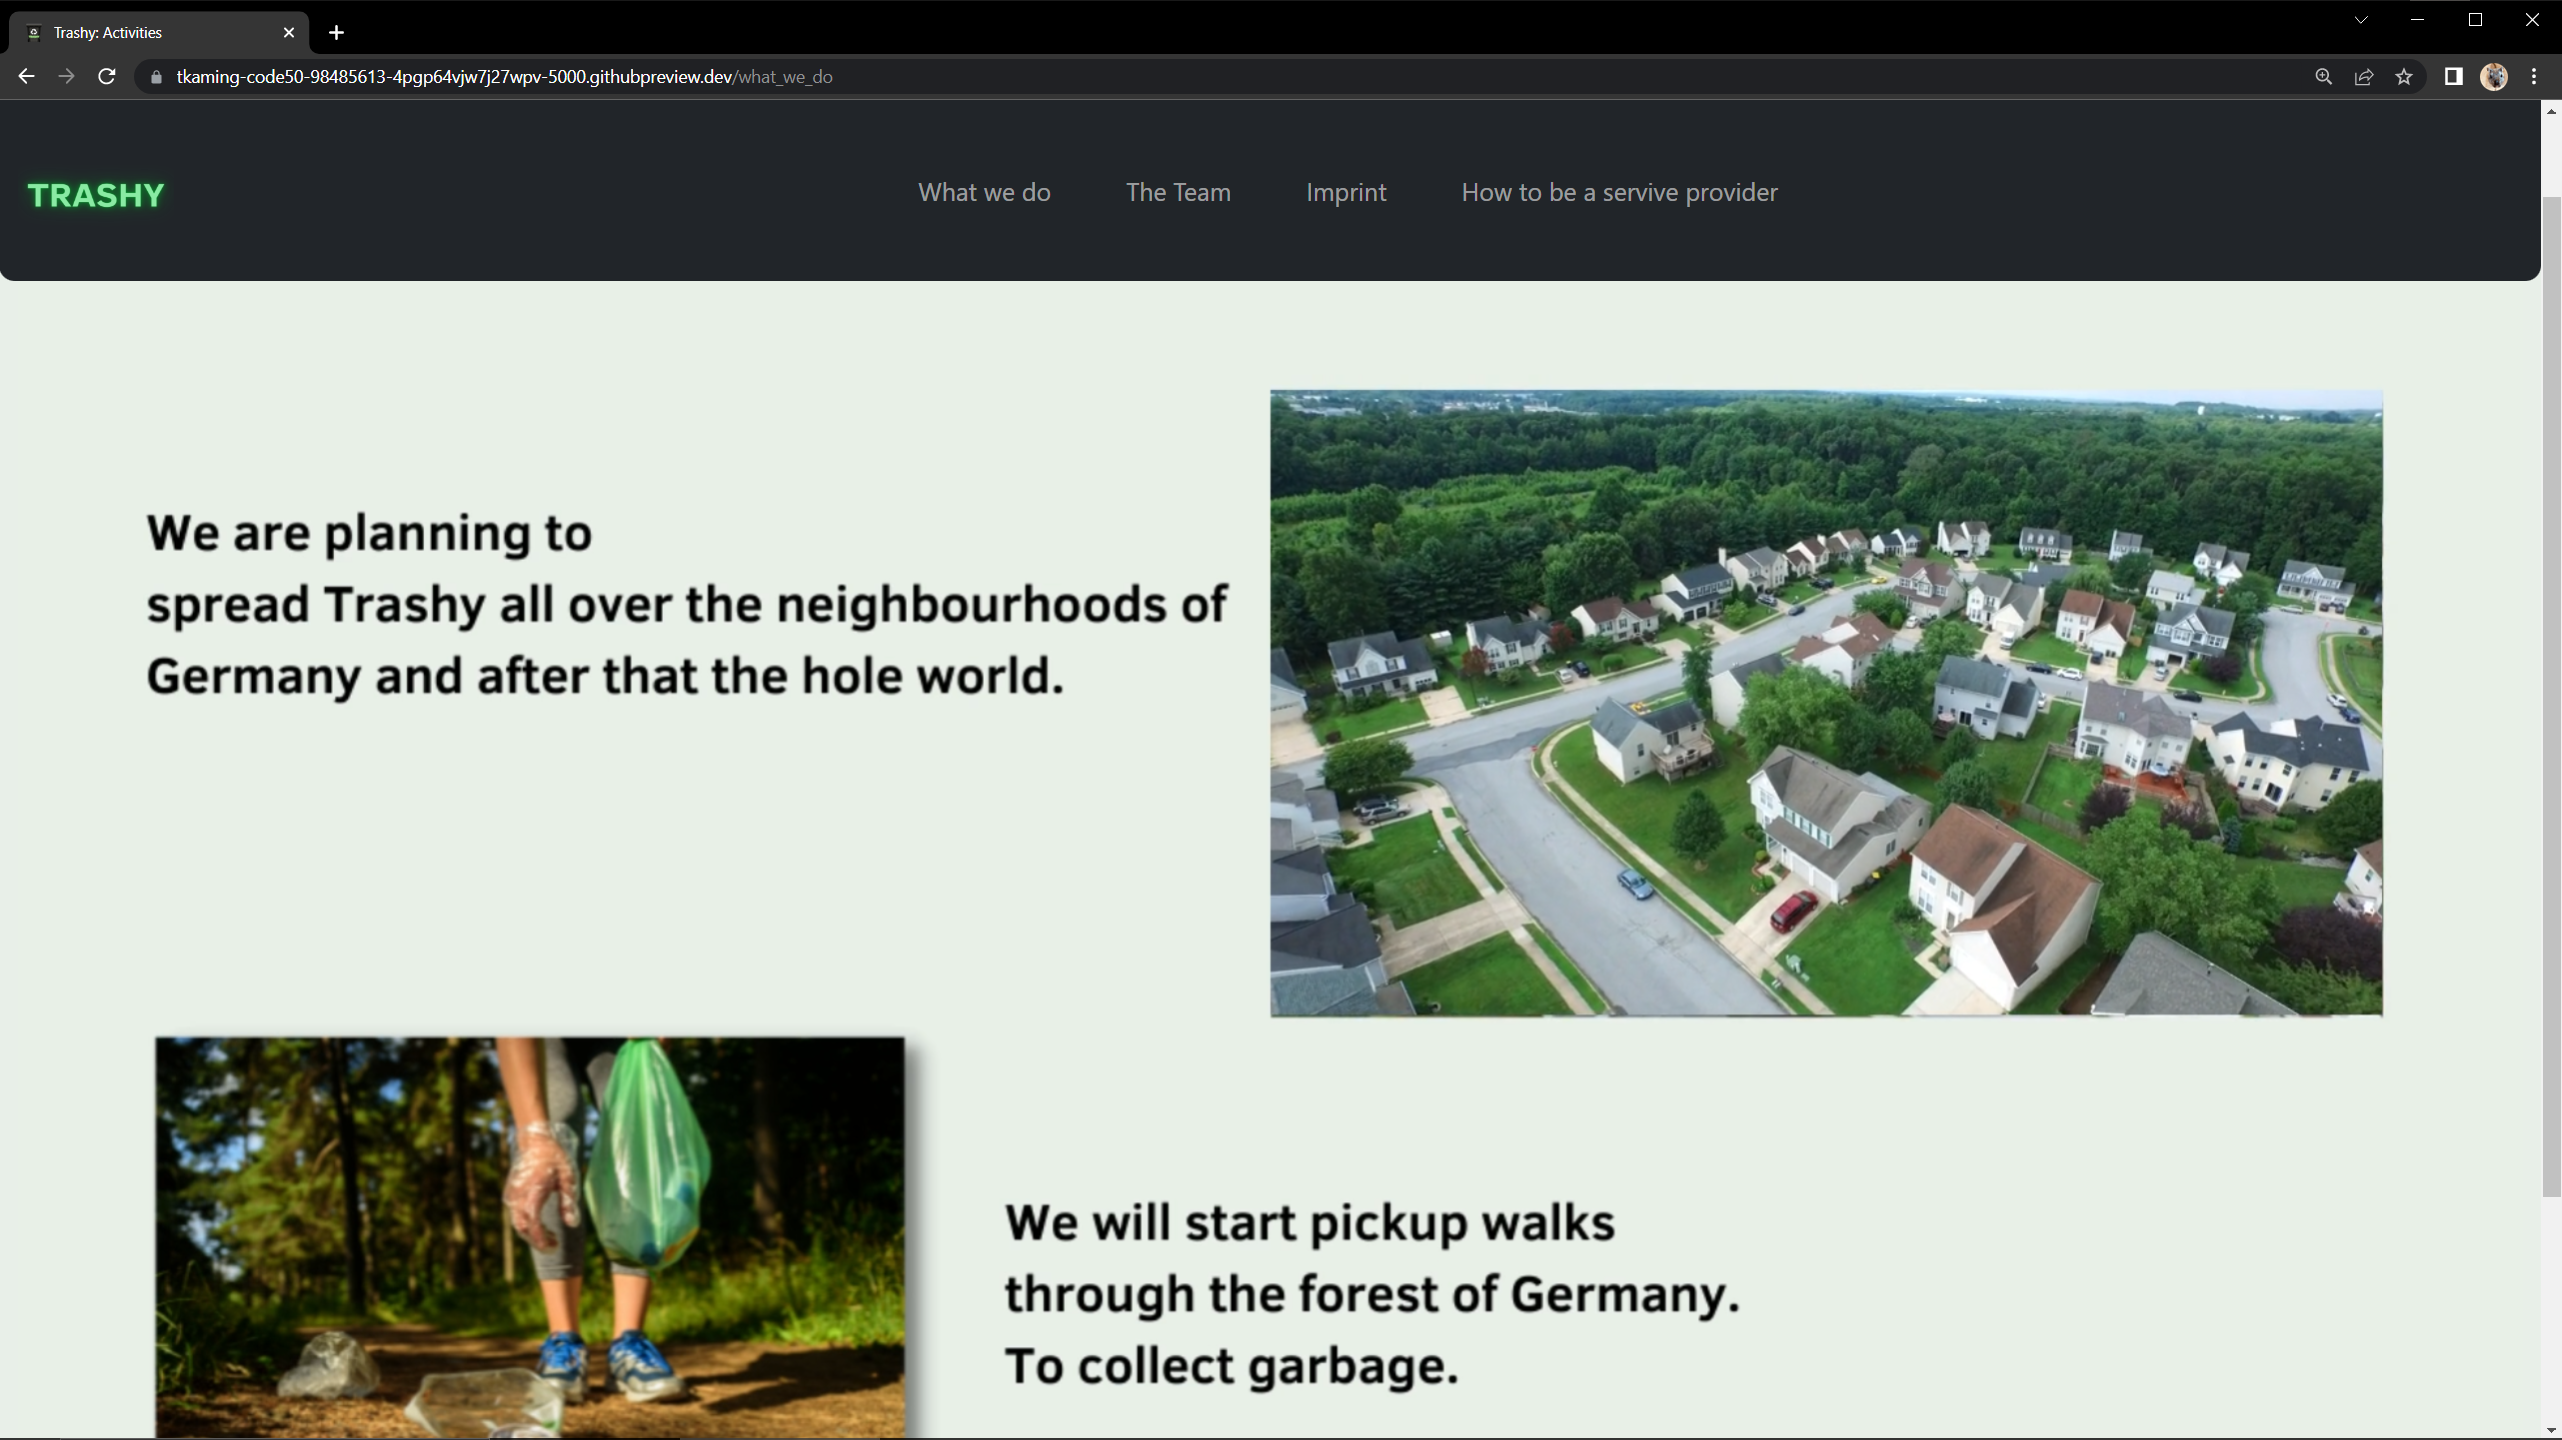 Trashy: Activities
tkaming-code50-98485613-4pgp64vjw7j27wpv-5000.githubpreview.dev/what_we_do
TRASHY
What we do
The Team
Imprint
How to be a servive provider
We are planning to
spread Trashy all over the neighbourhoods of
Germany and after that the hole world.
We will start pickup walks
through the forest of Germany.
To collect garbage.